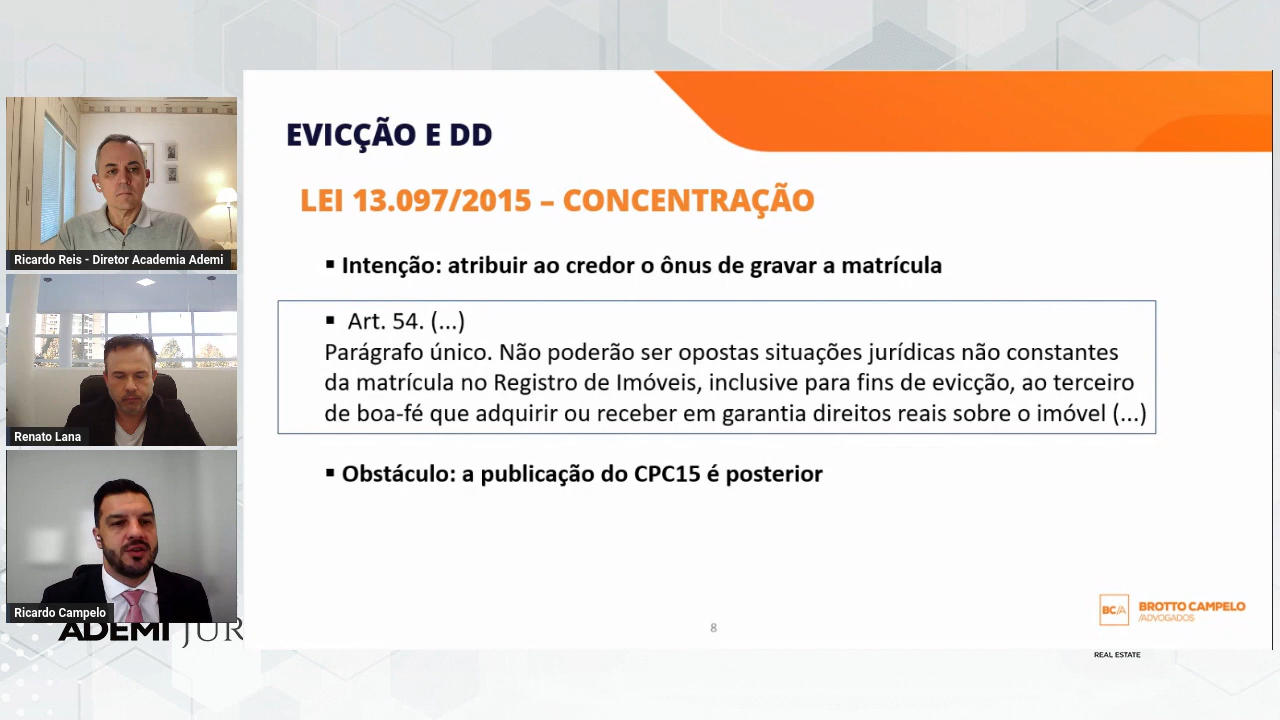 Ricardo Reis - Diretor Academia Ademi
Renato Lana
Ricardo Campelo
ADEMI JUR
EVICÇÃO E DD
LEI 13.097/2015 – CONCENTRAÇÃO
▪ Intenção: atribuir ao credor o ônus de gravar a matrícula
▪ Art. 54. (...)
Parágrafo único. Não poderão ser opostas situações jurídicas não constantes
da matrícula no Registro de Imóveis, inclusive para fins de evicção, ao terceiro
de boa-fé que adquirir ou receber em garantia direitos reais sobre o imóvel (...)
▪ Obstáculo: a publicação do CPC15 é posterior
8
BC/A BROTTO CAMPELO
/ADVOGADOS
REAL ESTATE